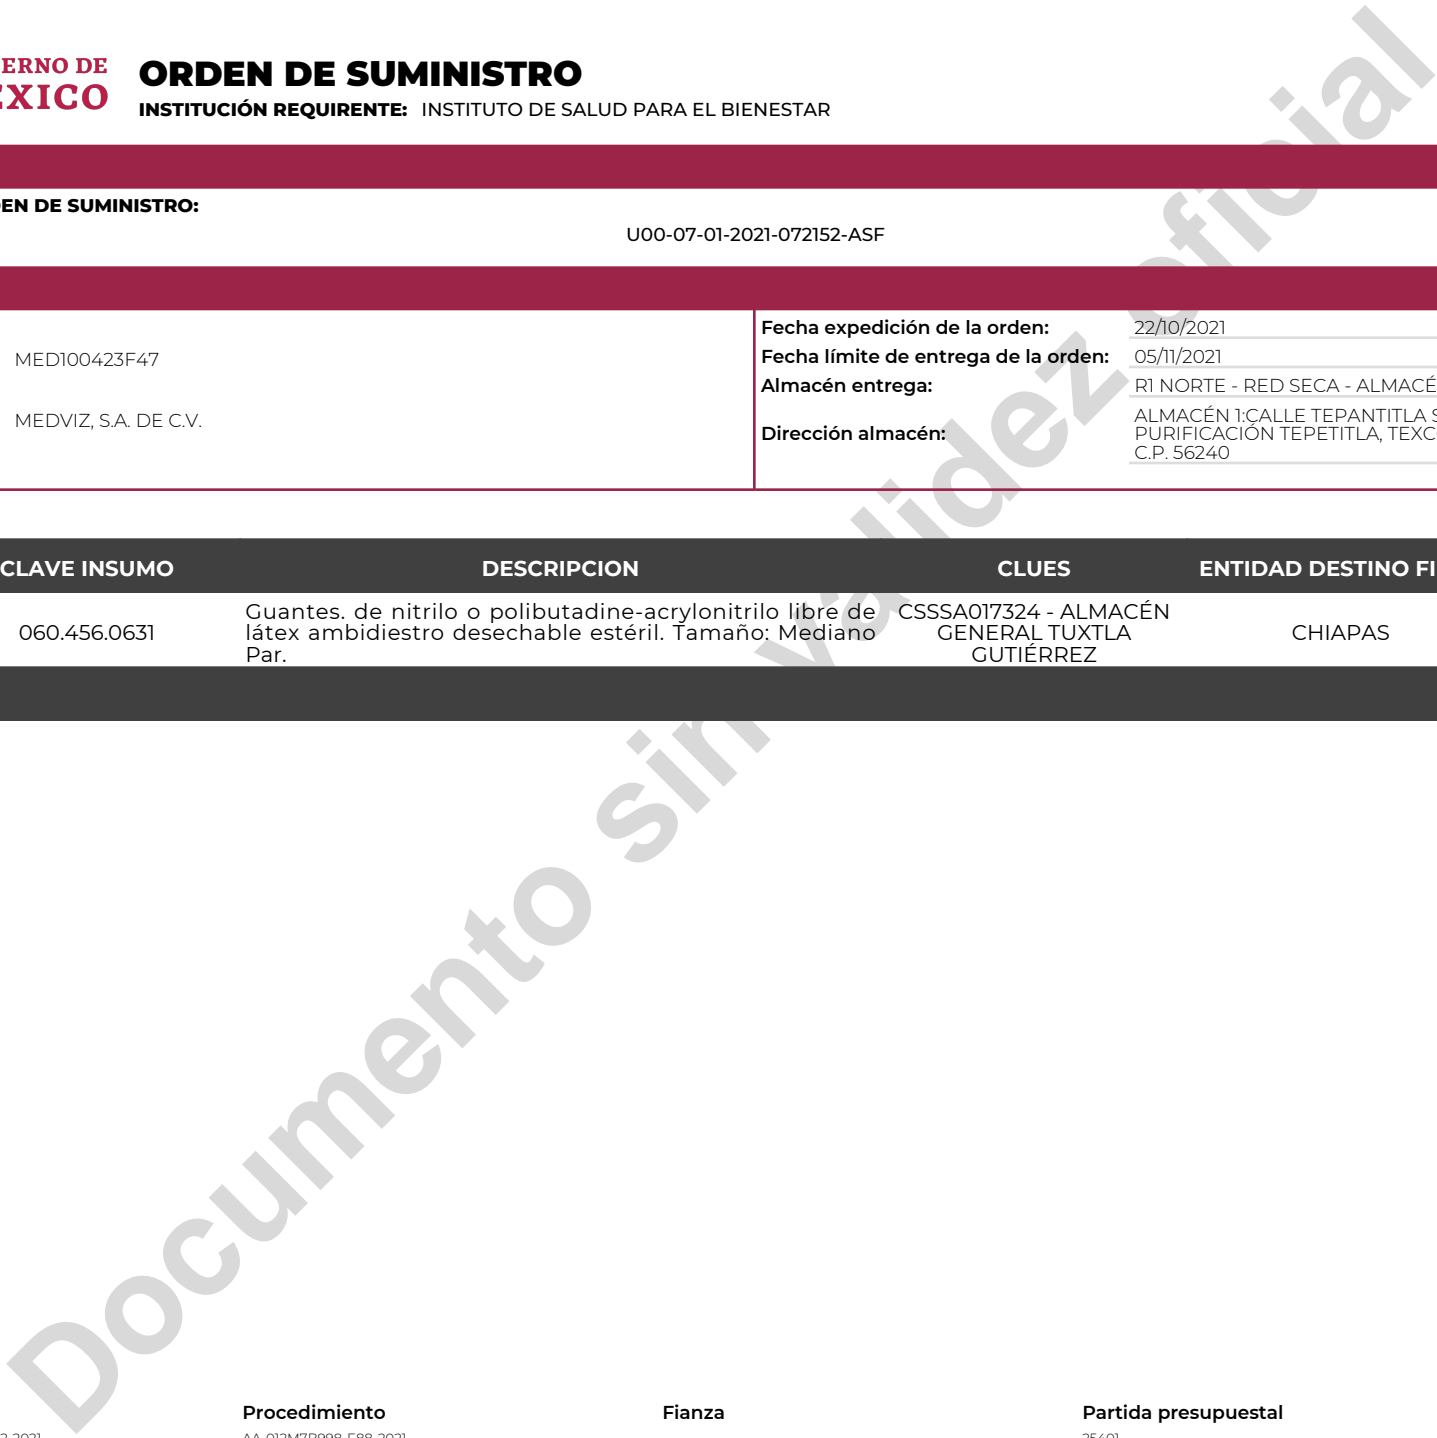 ERNO DE
EXICO
ORDEN DE SUMINISTRO
INSTITUCIÓN REQUIRENTE: INSTITUTO DE SALUD PARA EL BIENESTAR
EN DE SUMINISTRO:
U00-07-01-2021-072152-ASF
MED100423F47
MEDVIZ, S.A. DE C.V.
Fecha expedición de la orden: 22/10/2021
Fecha límite de entrega de la orden: 05/11/2021
Almacén entrega: R1 NORTE - RED SECA - ALMACÉ
Dirección almacén:
ALMACÉN 1:CALLE TEPANTITLA S
PURIFICACIÓN TEPETITLA, TEXC
C.P. 56240
CLAVE INSUMO DESCRIPCION CLUES ENTIDAD DESTINO FI
060.456.0631
Guantes. de nitrilo o polibutadine-acrylonitrilo libre de
látex ambidiestro desechable estéril. Tamaño: Mediano
Par.
CSSSA017324 - ALMACÉN
GENERAL TUXTLA
GUTIÉRREZ
CHIAPAS
Documento sin validez oficial
Procedimiento Fianza Partida presupuestal